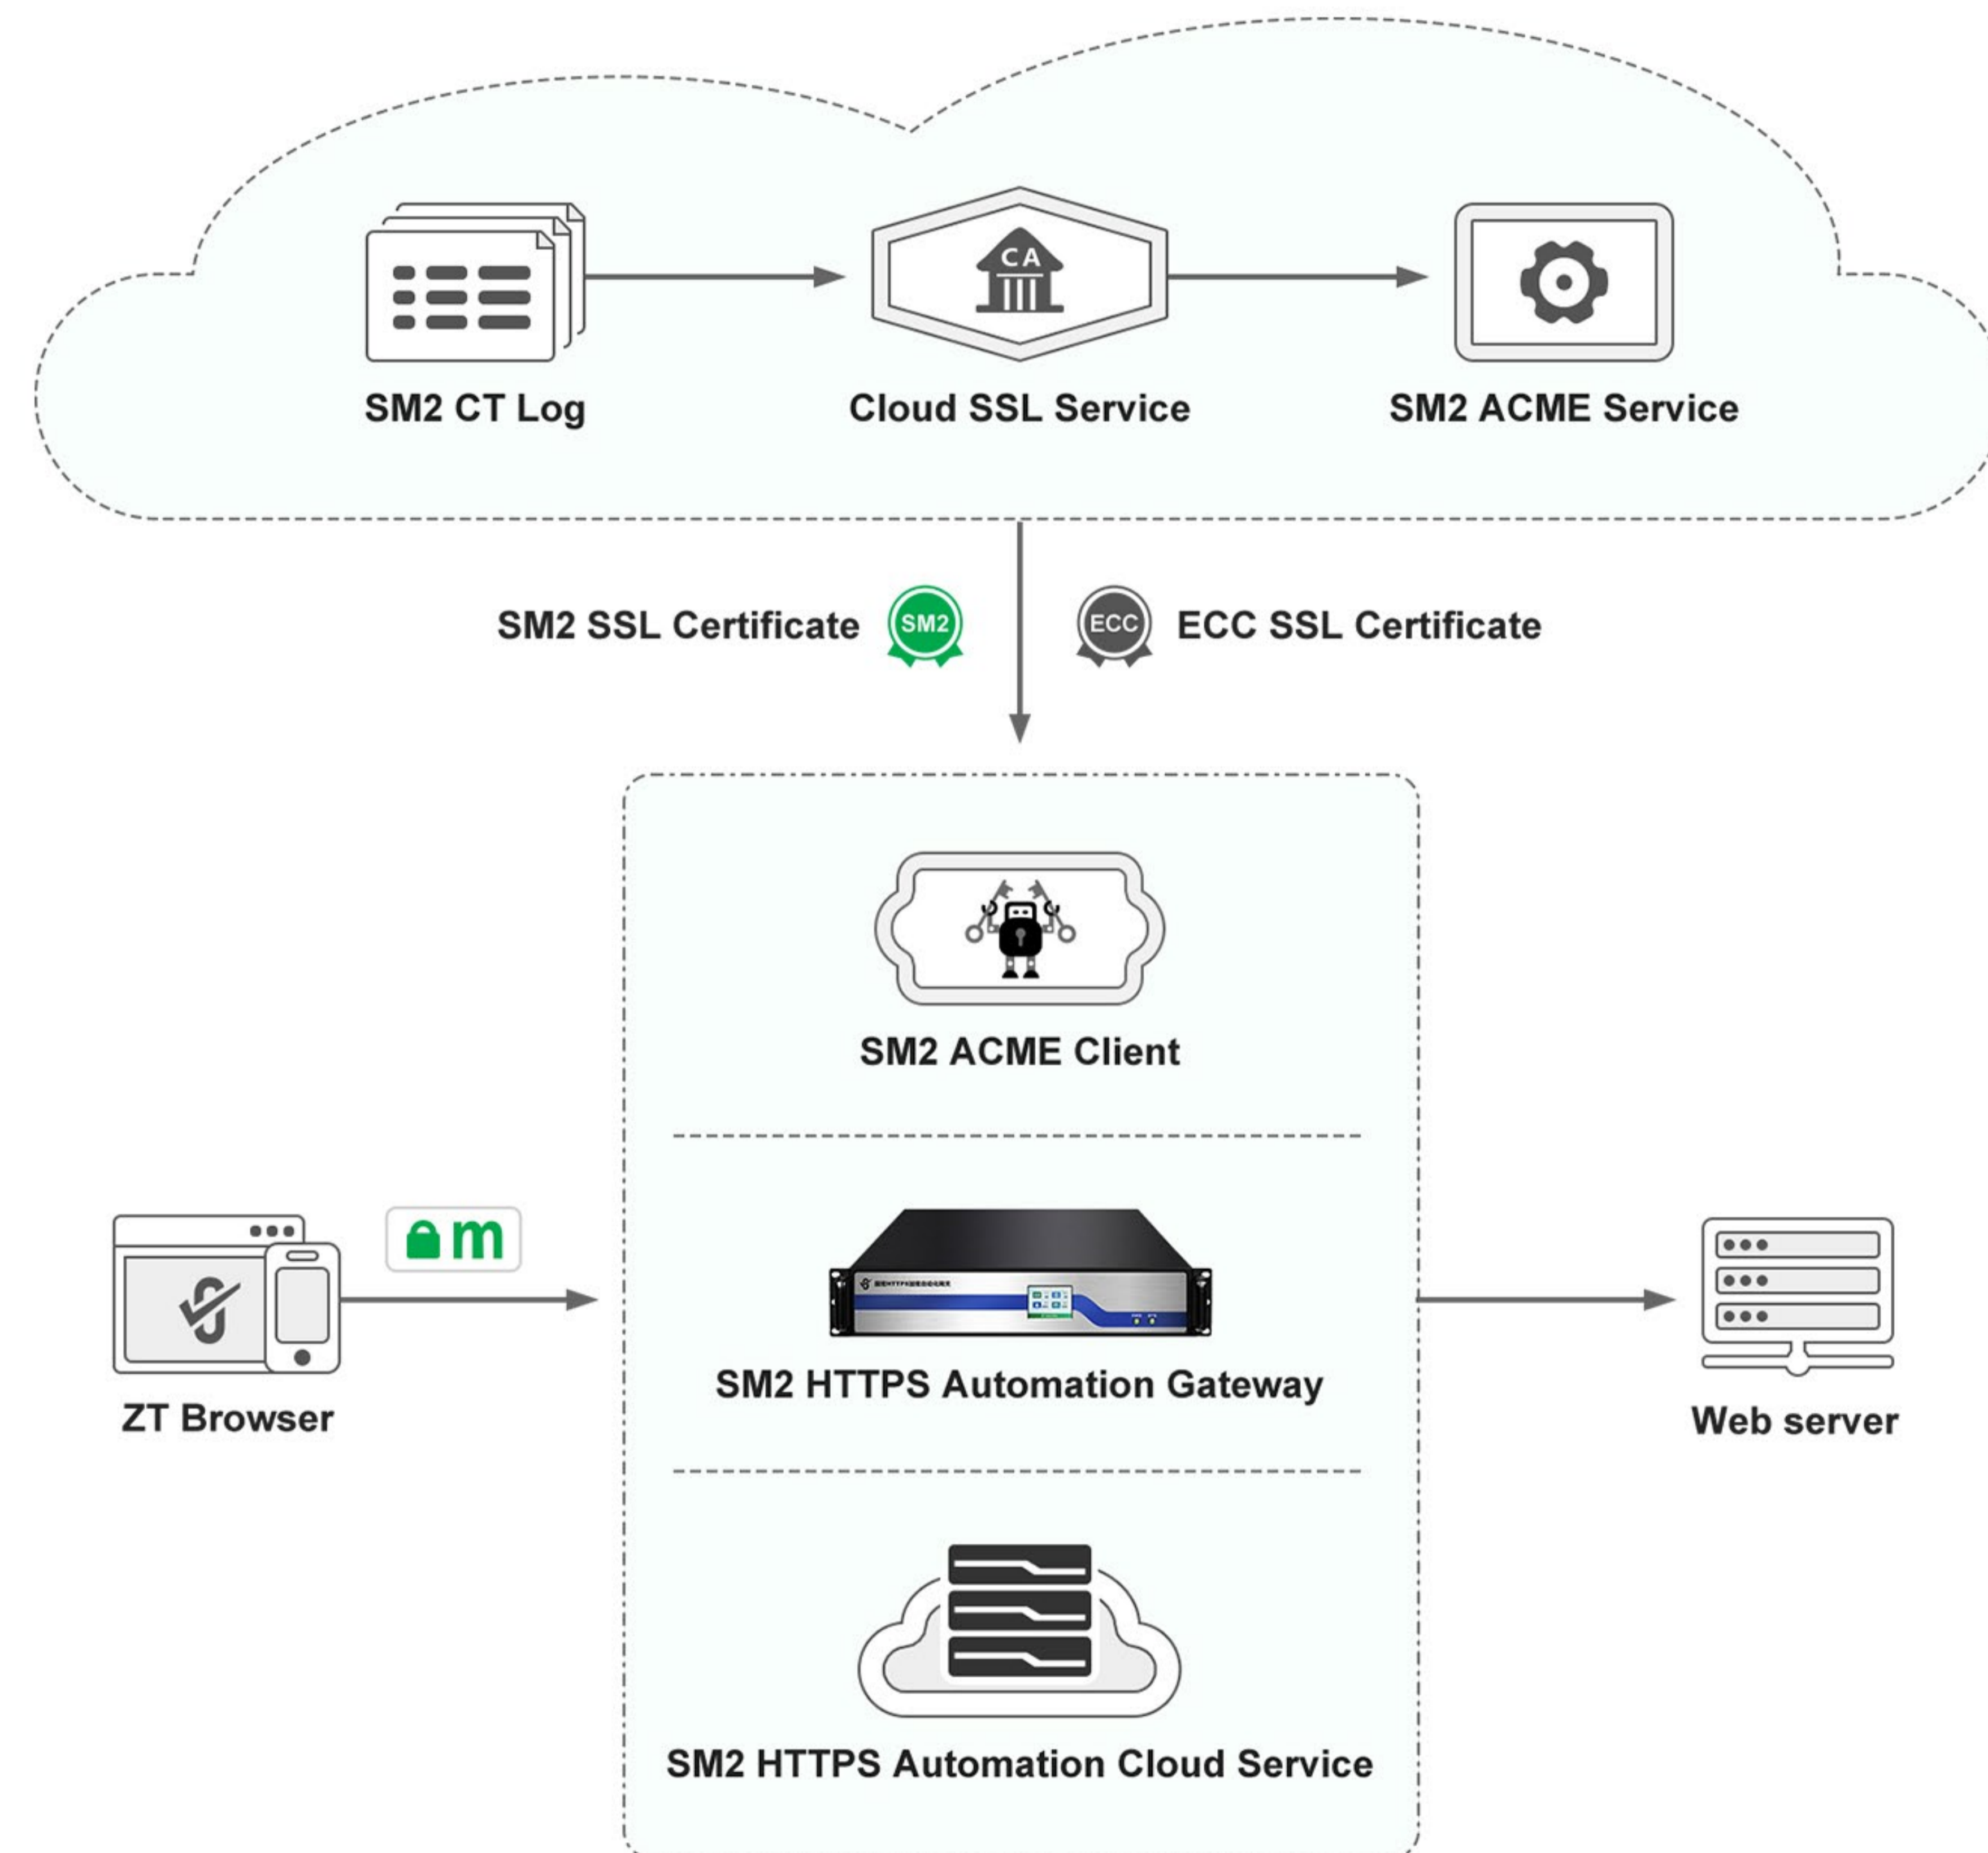 CA
SM2 CT Log
Cloud SSL Service
SM2 ACME Service
SM2 SSL Certificate
SM2
ECC
ECC SSL Certificate
SM2 ACME Client
m
SM2 HTTPS Automation Gateway
ZT Browser
Web server
SM2 HTTPS Automation Cloud Service